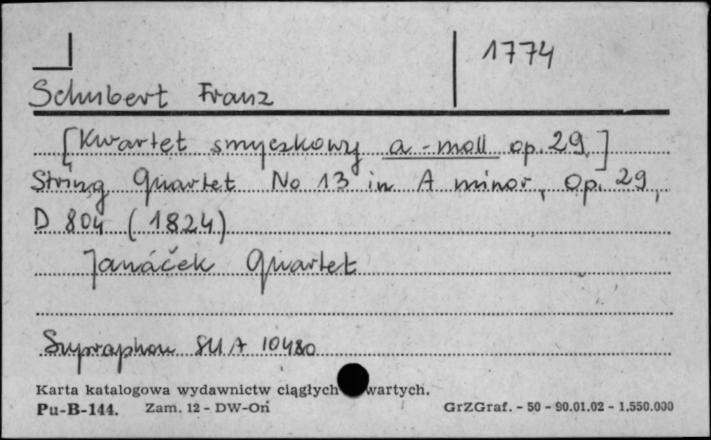 1774
Schubert Franz
[Kwartet smyczkowy a-moll op. 29.]
String Quartet No 13 in A minor, Op. 29,
D 804 (1824)
Janáček Quartet
Supraphon SUA 10480
Karta katalogowa wydawnictw ciągłych wartych.
Pu-B-144. Zam. 12 - DW-On GrZGraf. - 50 - 90.01.02 - 1.550.000